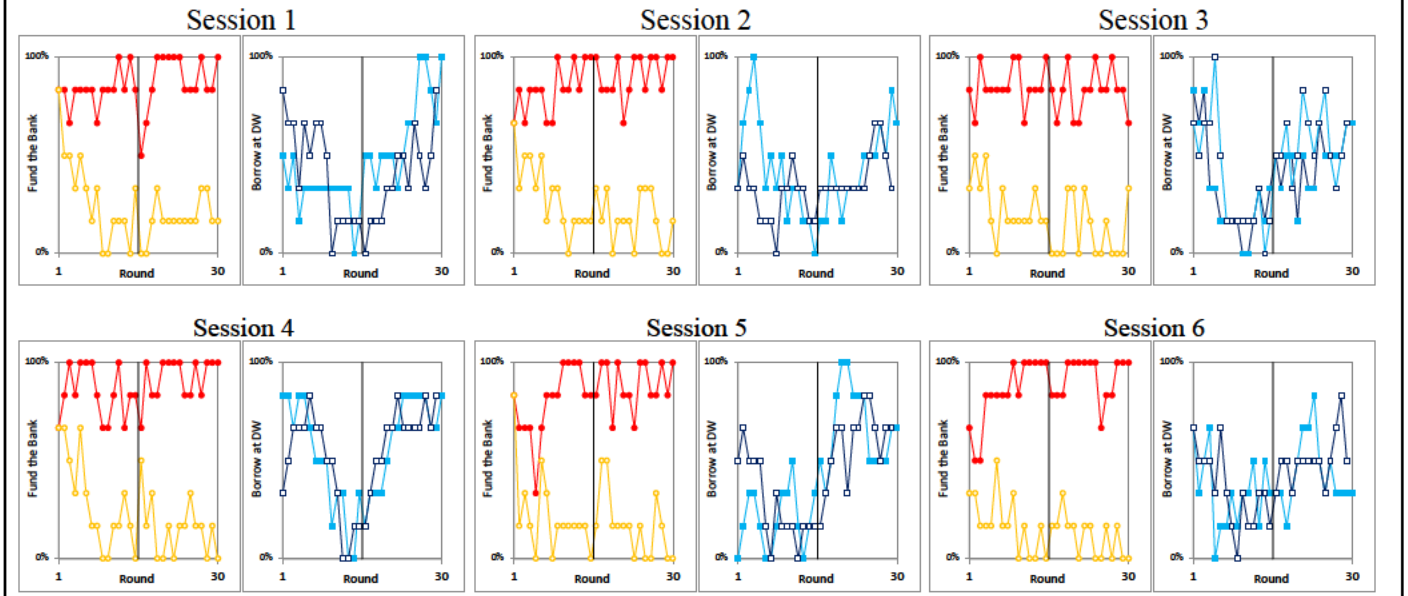 Session 1
Session 2
Session 3
100%
100%
100%
100%
100%
100%
Fund the Bank
Borrow at DW
Fund the Bank
Borrow at DW
Fund the Bank
Borrow at DW
0%
0%
0%
0%
0%
0%
1 Round 30
1 Round 30
1 Round 30
1 Round 30
1 Round 30
1 Round 30
Session 4
Session 5
Session 6
100%
100%
100%
100%
100%
100%
Fund the Bank
Borrow at DW
Fund the Bank
Borrow at DW
Fund the Bank
Borrow at DW
0%
0%
0%
0%
0%
0%
1 Round 30
1 Round 30
1 Round 30
1 Round 30
1 Round 30
1 Round 30